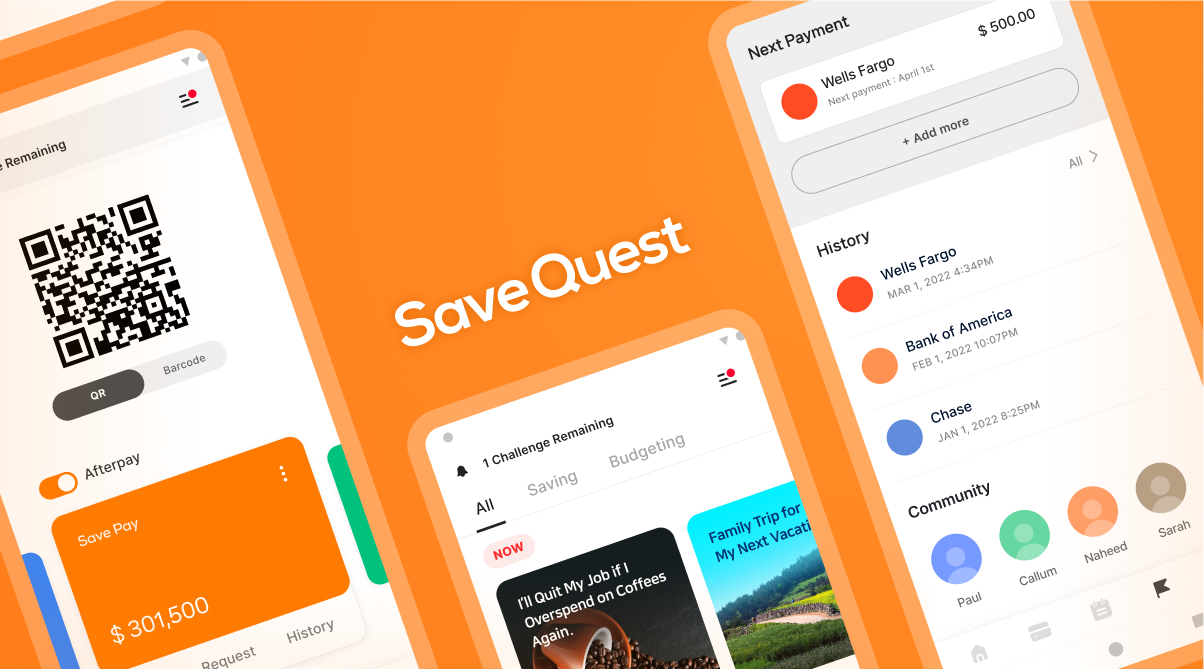 Remaining
QR
Barcode
Afterpay
Save Pay
$ 301,500
Request
History
SaveQuest
1 Challenge Remaining
All
Saving
Budgeting
NOW
I'll Quit My Job if I
Overspend on Coffees
Again.
Family Trip for
My Next Vacati
Next Payment
$ 500.00
Wells Fargo
Next payment : April 1st
+ Add more
All
History
Wells Fargo
MAR 1, 2022 4:34PM
Bank of America
FEB 1, 2022 10:07PM
Chase
JAN 1, 2022 8:25PM
Community
Paul
Callum
Naheed
Sarah